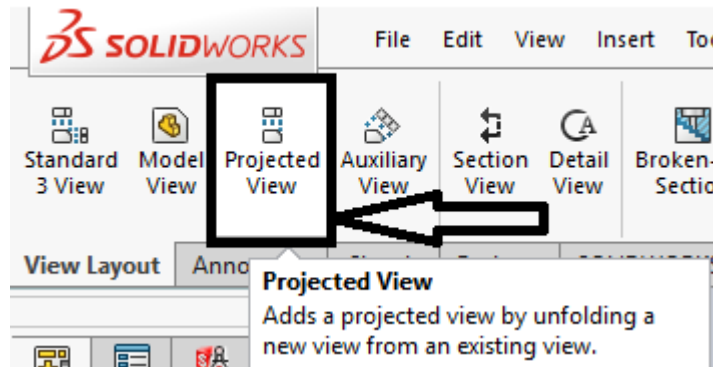 SOLIDWORKS File Edit View Insert
Standard 3 View
Model View
Projected View
Auxiliary View
Section View
Detail View
View Layout
Projected View
Adds a projected view by unfolding a
new view from an existing view.